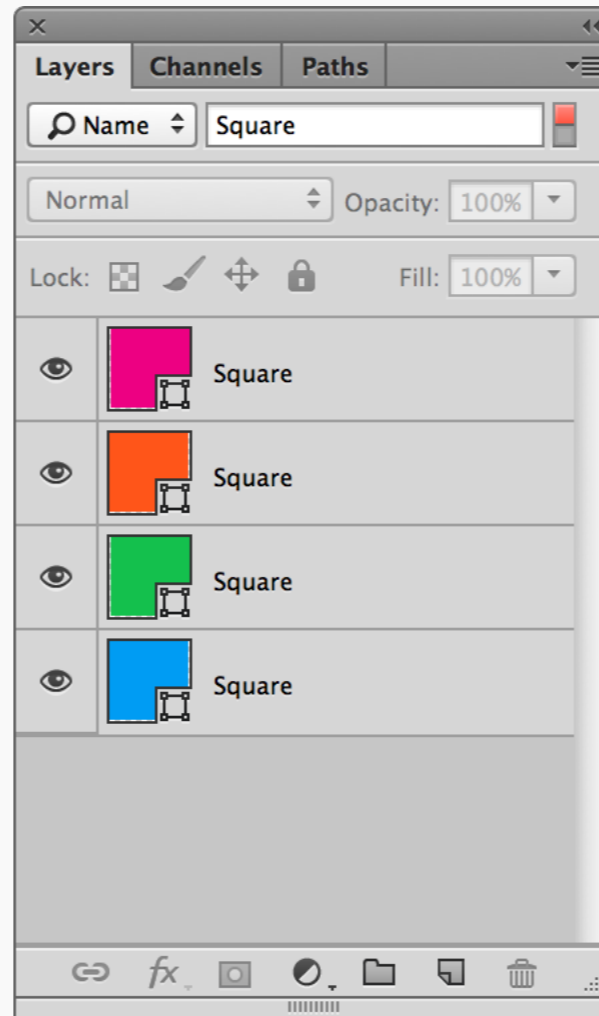 Layers Channels Paths
Name Square
Normal Opacity: 100%
Lock: Fill: 100%
Square
Square
Square
Square
fx